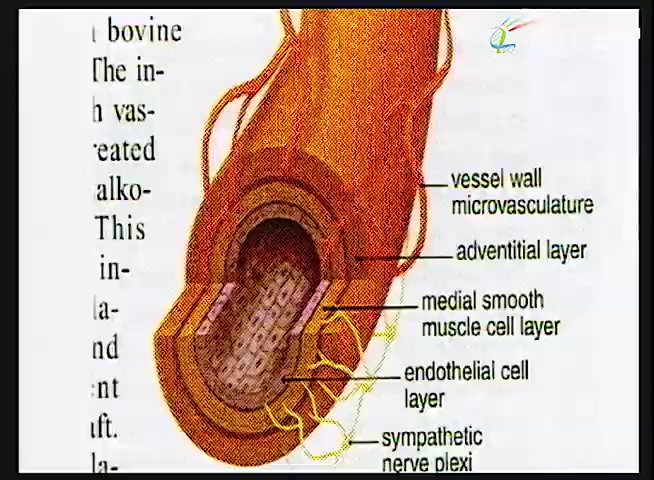 bovine
The in-
h vas-
reated
alko-
This
in-
la-
nd
nt
ft.
la-
vessel wall
microvasculature
adventitial layer
medial smooth
muscle cell layer
endothelial cell
layer
sympathetic
nerve plexi